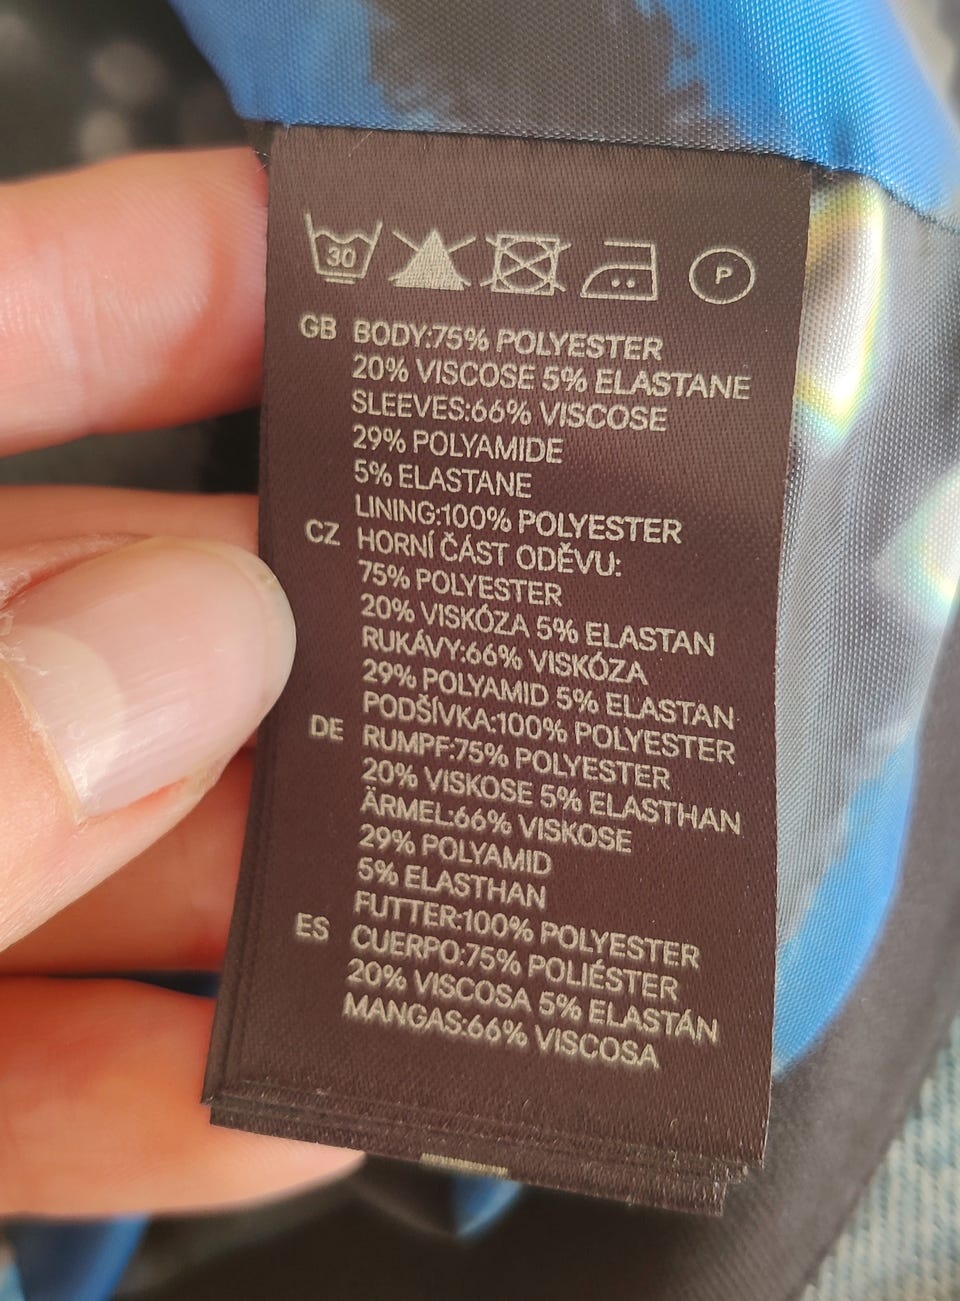 30 P
GB BODY:75% POLYESTER
20% VISCOSE 5% ELASTANE
SLEEVES:66% VISCOSE
29% POLYAMIDE
5% ELASTANE
LINING:100% POLYESTER
CZ HORNÍ ČÁST ODĚVU:
75% POLYESTER
20% VISKÓZA 5% ELASTAN
RUKÁVY:66% VISKÓZA
29% POLYAMID 5% ELASTAN
PODŠÍVKA:100% POLYESTER
DE RUMPF:75% POLYESTER
20% VISKOSE 5% ELASTHAN
ÄRMEL:66% VISKOSE
29% POLYAMID
5% ELASTHAN
FUTTER:100% POLYESTER
ES CUERPO:75% POLIÉSTER
20% VISCOSA 5% ELASTÁN
MANGAS:66% VISCOSA